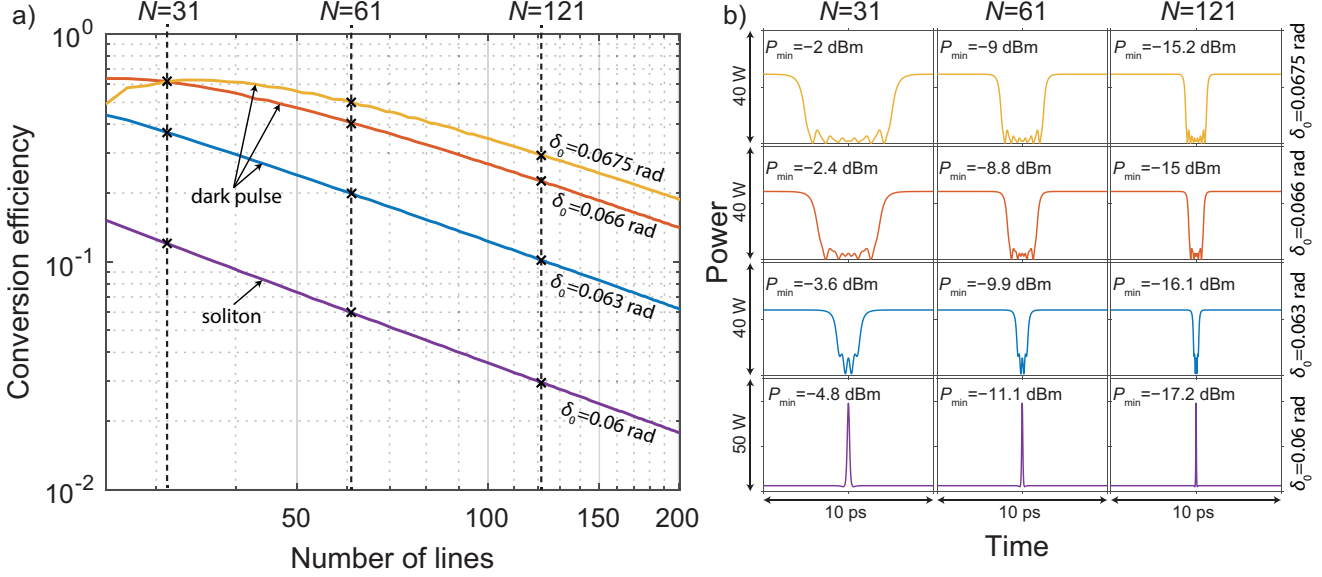 a)
N=31 N=61 N=121
10⁰
10⁻¹
10⁻²
Conversion efficiency
dark pulse
soliton
δ₀=0.0675 rad
δ₀=0.066 rad
δ₀=0.063 rad
δ₀=0.06 rad
50 100 150 200
Number of lines
b)
N=31 N=61 N=121
Power
40 W
Pmin=−2 dBm Pmin=−9 dBm Pmin=−15.2 dBm
δ₀=0.0675 rad
40 W
Pmin=−2.4 dBm Pmin=−8.8 dBm Pmin=−15 dBm
δ₀=0.066 rad
40 W
Pmin=−3.6 dBm Pmin=−9.9 dBm Pmin=−16.1 dBm
δ₀=0.063 rad
50 W
Pmin=−4.8 dBm Pmin=−11.1 dBm Pmin=−17.2 dBm
δ₀=0.06 rad
10 ps 10 ps 10 ps
Time